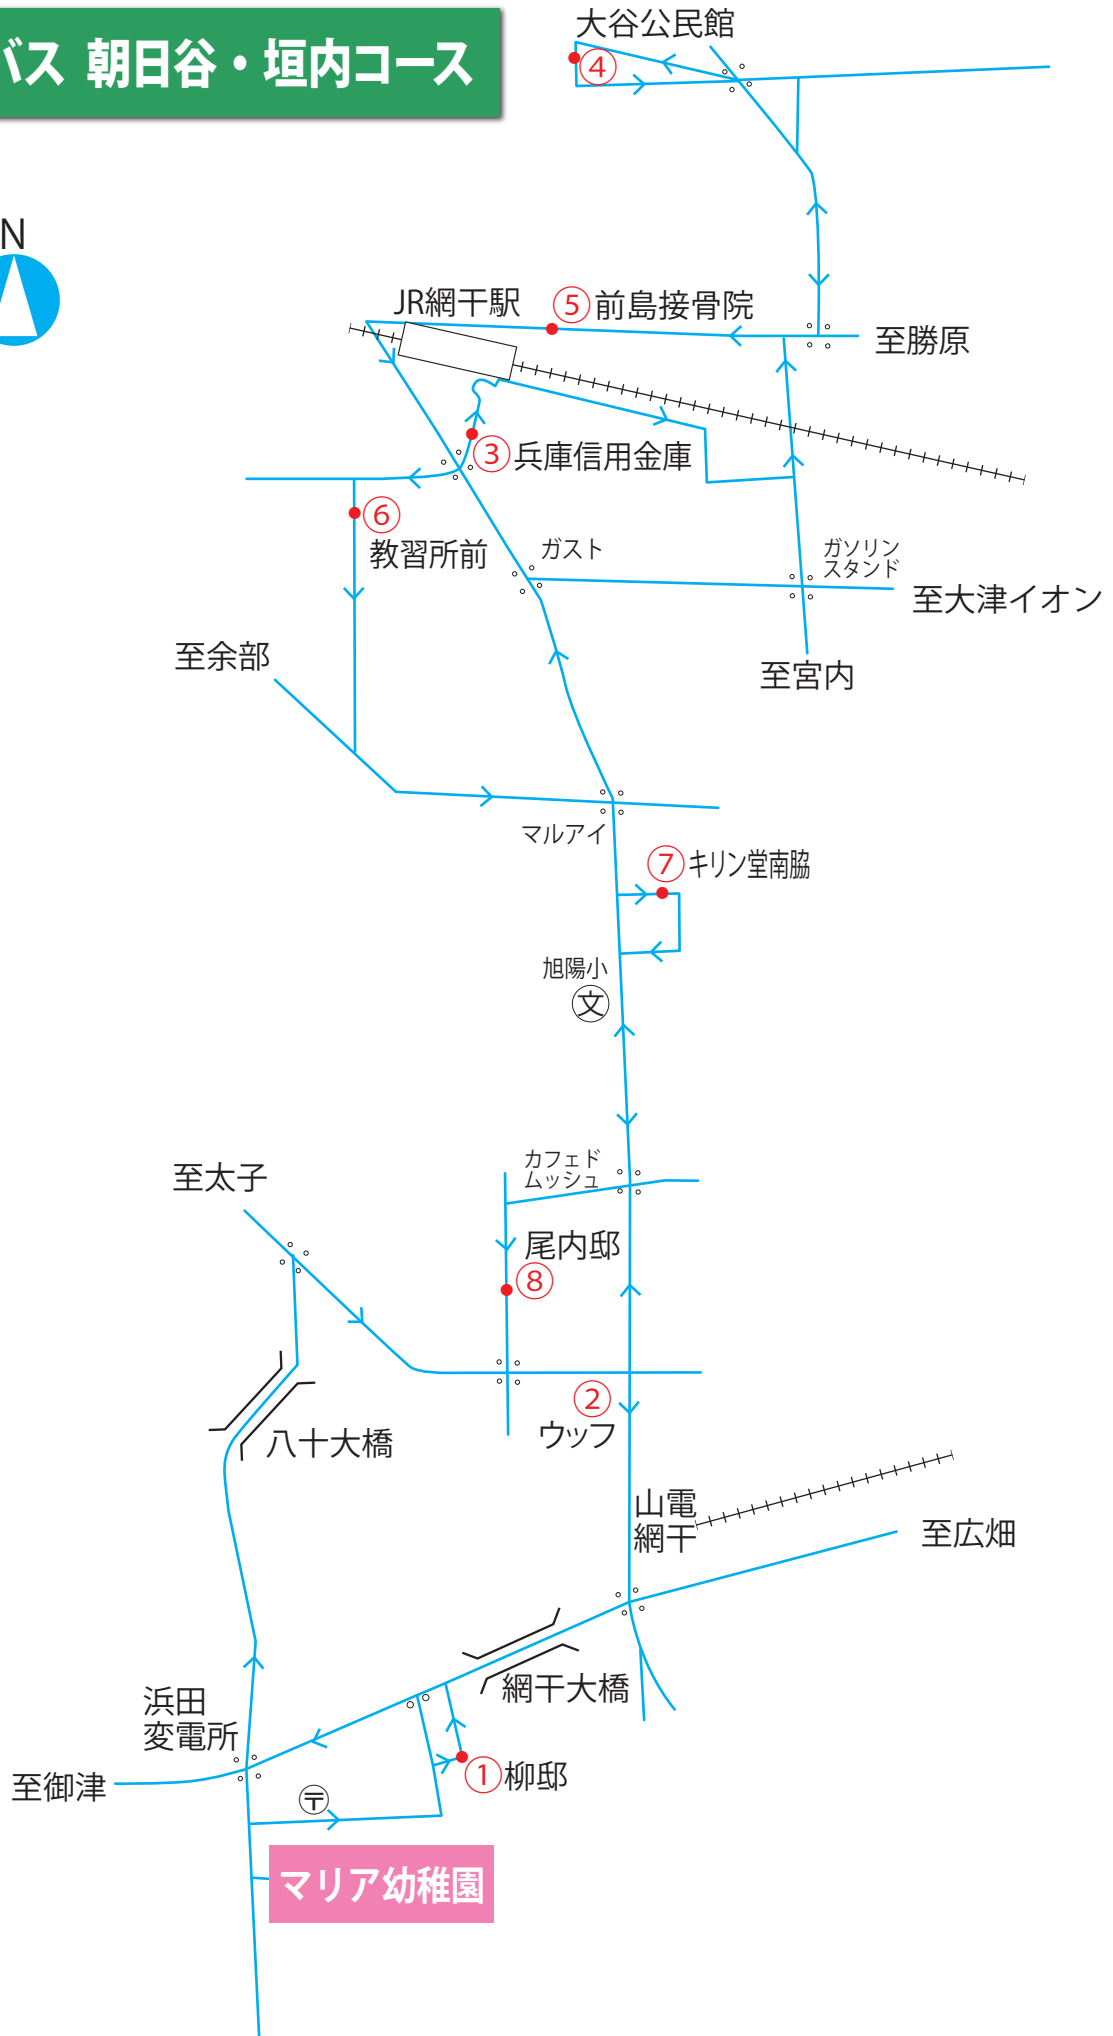 バス 朝日谷・垣内コース
大谷公民館
④
N
JR網干駅
⑤前島接骨院
至勝原
③兵庫信用金庫
⑥
教習所前
ガスト
ガソリン
スタンド
至大津イオン
至余部
至宮内
マルアイ
⑦キリン堂南脇
旭陽小
文
カフェド
ムッシュ
至太子
尾内邸
⑧
②
ウッフ
八十大橋
山電
網干
至広畑
網干大橋
浜田
変電所
①柳邸
至御津
〒
マリア幼稚園